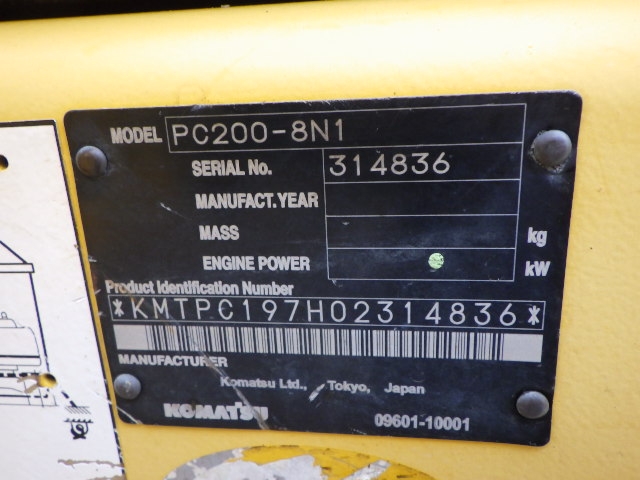 MODEL PC200-8N1
SERIAL No. 314836
MANUFACT.YEAR
MASS kg
ENGINE POWER kW
Product Identification Number
*KMTPC197H02314836*
MANUFACTURER
Komatsu Ltd., Tokyo, Japan
KOMATSU 09601-10001